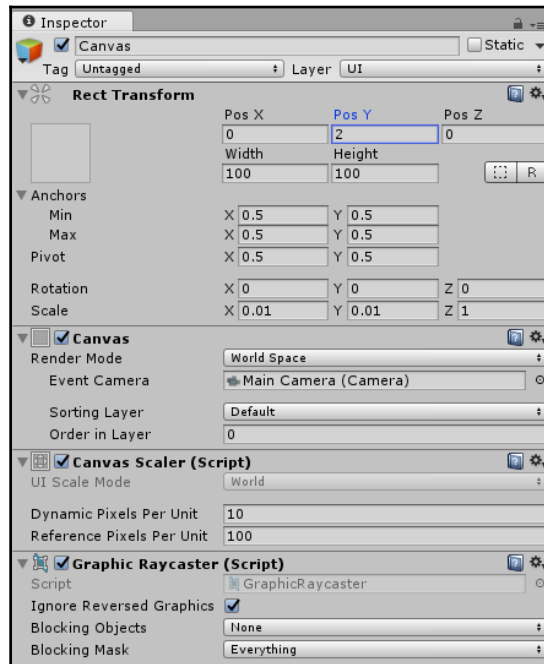 Inspector
Canvas Static
Tag Untagged Layer UI
Rect Transform
Pos X Pos Y Pos Z
0 2 0
Width Height
100 100 R
Anchors
Min X 0.5 Y 0.5
Max X 0.5 Y 0.5
Pivot X 0.5 Y 0.5
Rotation X 0 Y 0 Z 0
Scale X 0.01 Y 0.01 Z 1
Canvas
Render Mode World Space
Event Camera Main Camera (Camera)
Sorting Layer Default
Order in Layer 0
Canvas Scaler (Script)
UI Scale Mode World
Dynamic Pixels Per Unit 10
Reference Pixels Per Unit 100
Graphic Raycaster (Script)
Script GraphicRaycaster
Ignore Reversed Graphics
Blocking Objects None
Blocking Mask Everything